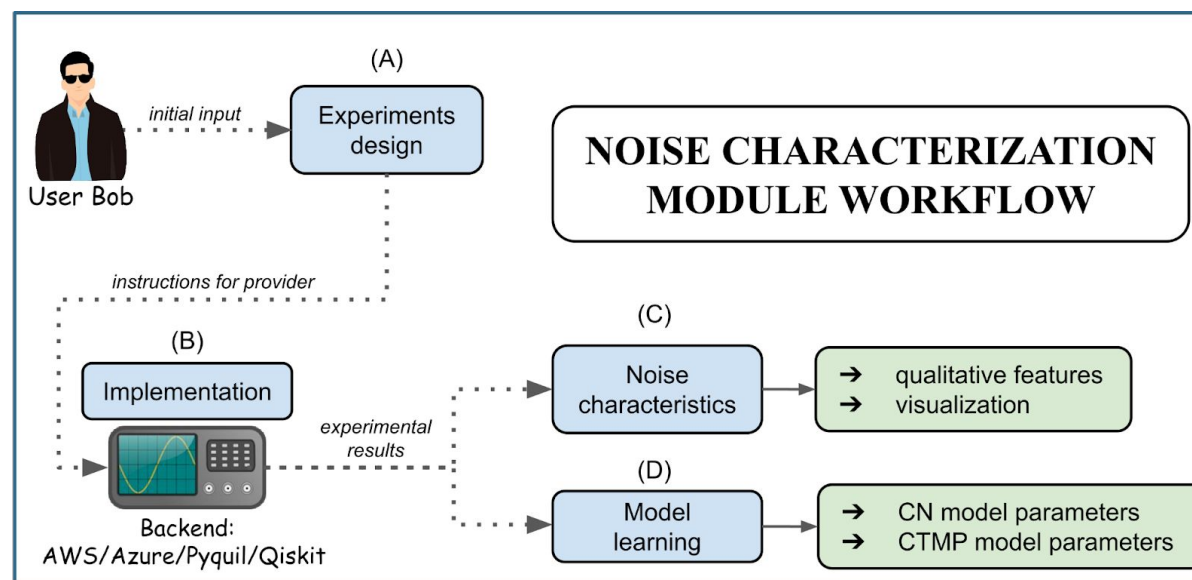 (A)
initial input
Experiments
design
User Bob
NOISE CHARACTERIZATION
MODULE WORKFLOW
instructions for provider
(B)
Implementation
experimental
results
Backend:
AWS/Azure/Pyquil/Qiskit
(C)
Noise
characteristics
➔ qualitative features
➔ visualization
(D)
Model
learning
➔ CN model parameters
➔ CTMP model parameters